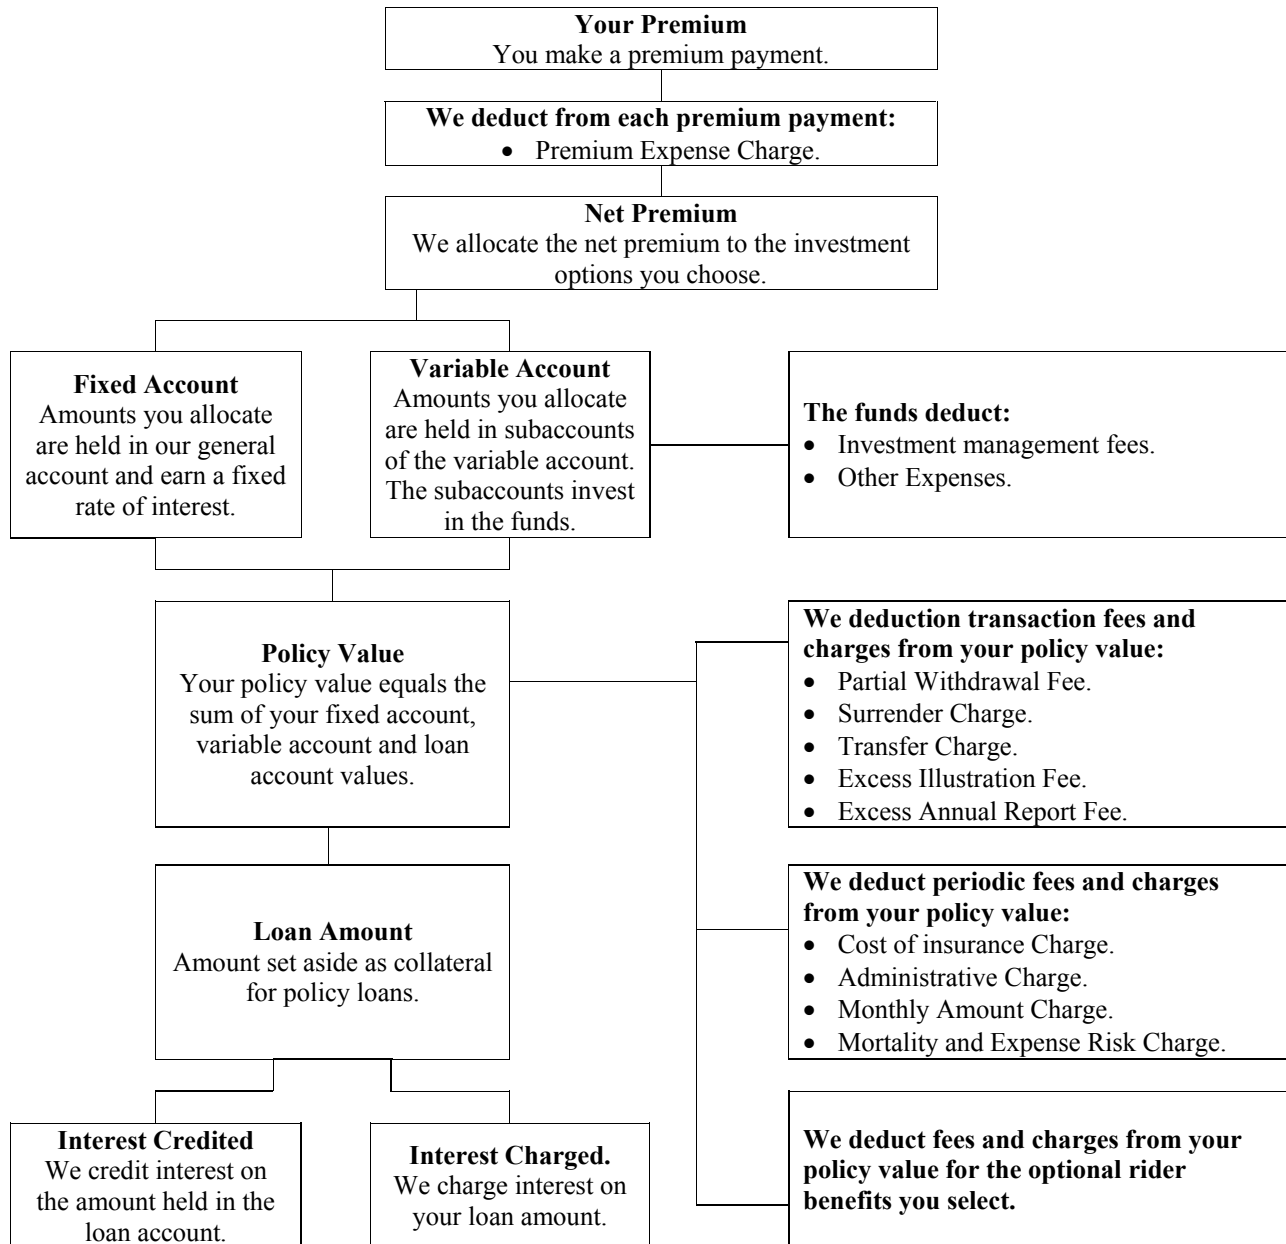 Your Premium
You make a premium payment.
We deduct from each premium payment:
• Premium Expense Charge.
Net Premium
We allocate the net premium to the investment
options you choose.
Fixed Account
Amounts you allocate
are held in our general
account and earn a fixed
rate of interest.
Variable Account
Amounts you allocate
are held in subaccounts
of the variable account.
The subaccounts invest
in the funds.
The funds deduct:
• Investment management fees.
• Other Expenses.
Policy Value
Your policy value equals the
sum of your fixed account,
variable account and loan
account values.
We deduction transaction fees and
charges from your policy value:
• Partial Withdrawal Fee.
• Surrender Charge.
• Transfer Charge.
• Excess Illustration Fee.
• Excess Annual Report Fee.
Loan Amount
Amount set aside as collateral
for policy loans.
We deduct periodic fees and charges
from your policy value:
• Cost of insurance Charge.
• Administrative Charge.
• Monthly Amount Charge.
• Mortality and Expense Risk Charge.
Interest Credited
We credit interest on
the amount held in the
loan account.
Interest Charged.
We charge interest on
your loan amount.
We deduct fees and charges from your
policy value for the optional rider
benefits you select.